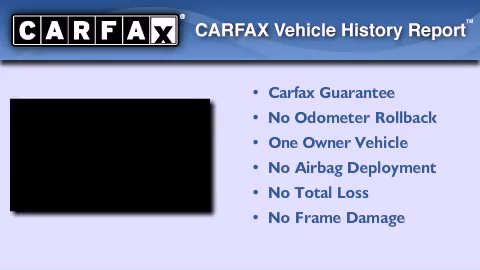 CARFAX® CARFAX Vehicle History Report™
• Carfax Guarantee
• No Odometer Rollback
• One Owner Vehicle
• No Airbag Deployment
• No Total Loss
• No Frame Damage